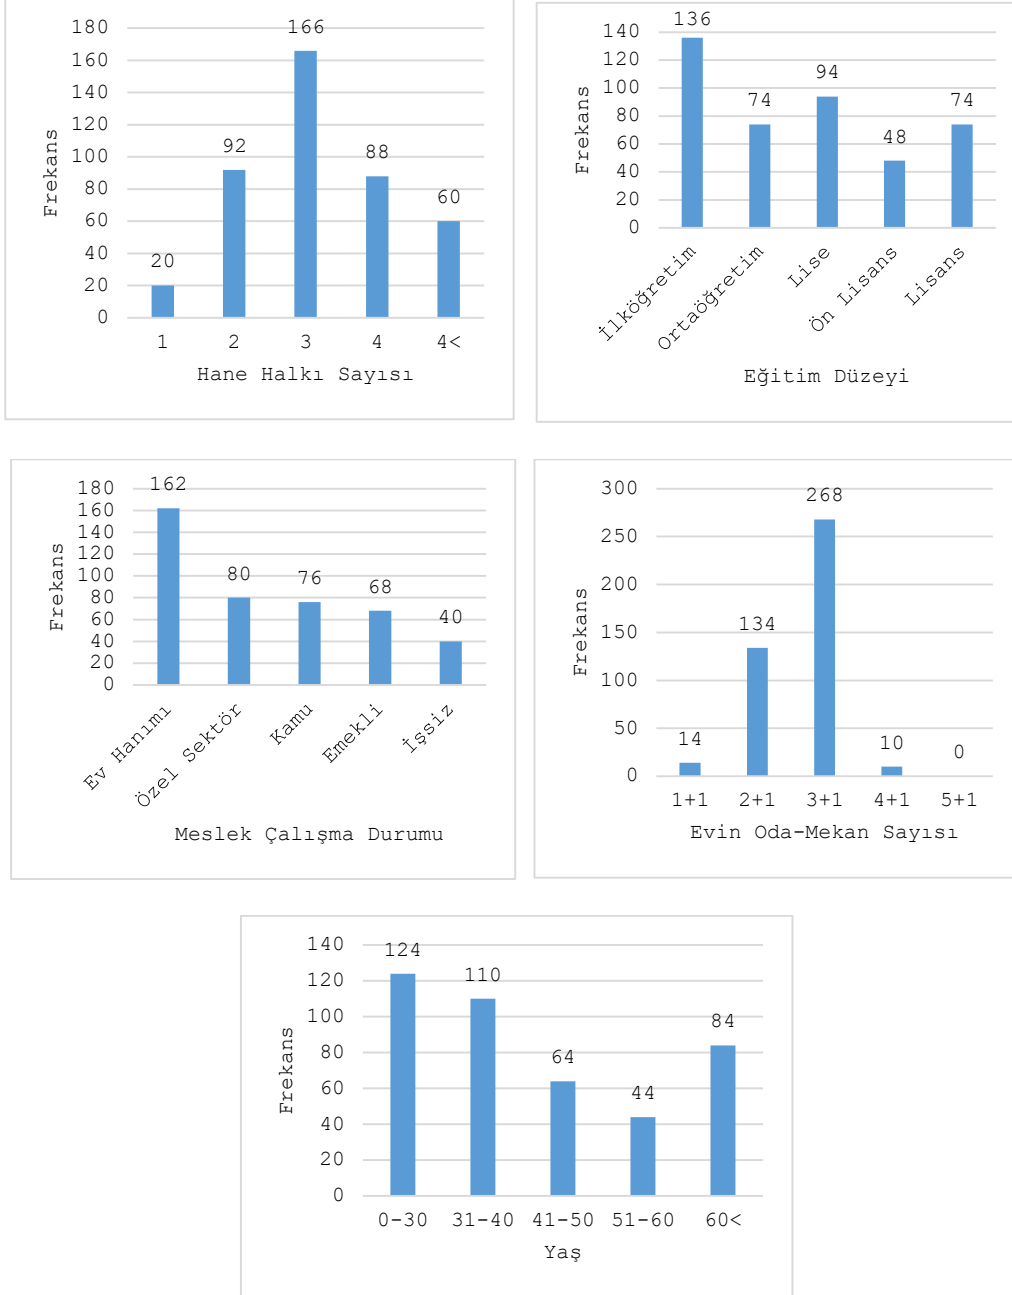 180
160
140
120
100
80
60
40
20
0
Frekans
20
92
166
88
60
1 2 3 4 4<
Hane Halkı Sayısı
140
120
100
80
60
40
20
0
Frekans
136
74
94
48
74
İlköğretim
Ortaöğretim
Lise
Ön Lisans
Lisans
Eğitim Düzeyi
180
160
140
120
100
80
60
40
20
0
Frekans
162
80
76
68
40
Ev Hanımı
Özel Sektör
Kamu
Emekli
İşsiz
Meslek Çalışma Durumu
300
250
200
150
100
50
0
Frekans
14
134
268
10
0
1+1 2+1 3+1 4+1 5+1
Evin Oda-Mekan Sayısı
140
120
100
80
60
40
20
0
Frekans
124
110
64
44
84
0-30 31-40 41-50 51-60 60<
Yaş